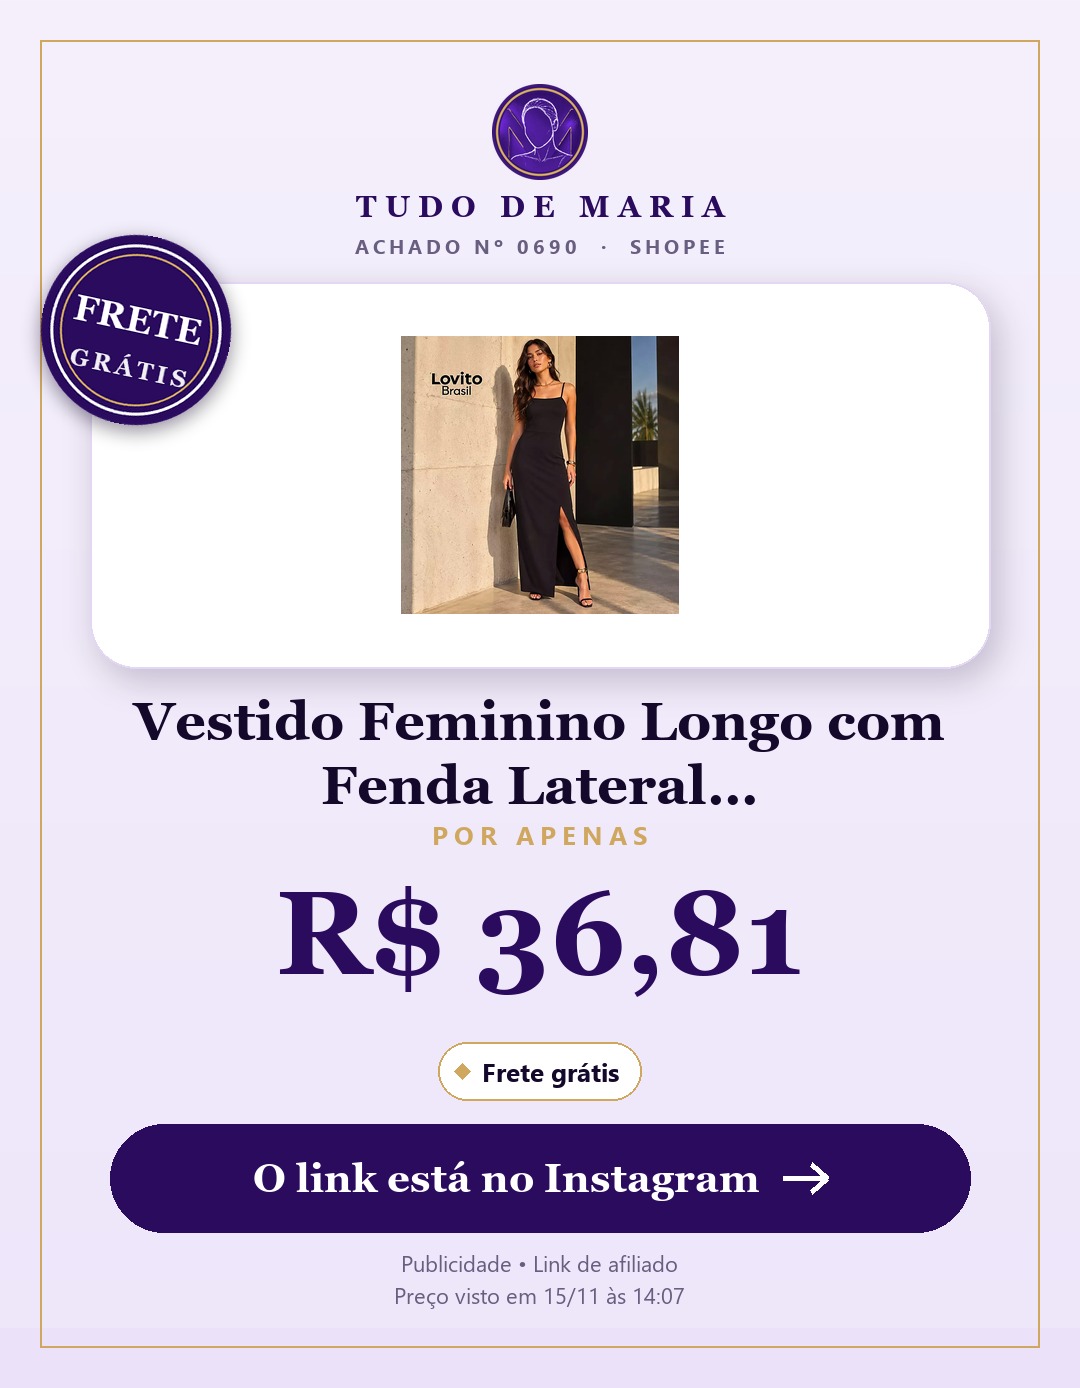 TUDO DE MARIA
ACHADO Nº 0690 · SHOPEE
FRETE
GRÁTIS
Lovito
Brasil
Vestido Feminino Longo com
Fenda Lateral...
POR APENAS
R$ 36,81
Frete grátis
O link está no Instagram →
Publicidade • Link de afiliado
Preço visto em 15/11 às 14:07